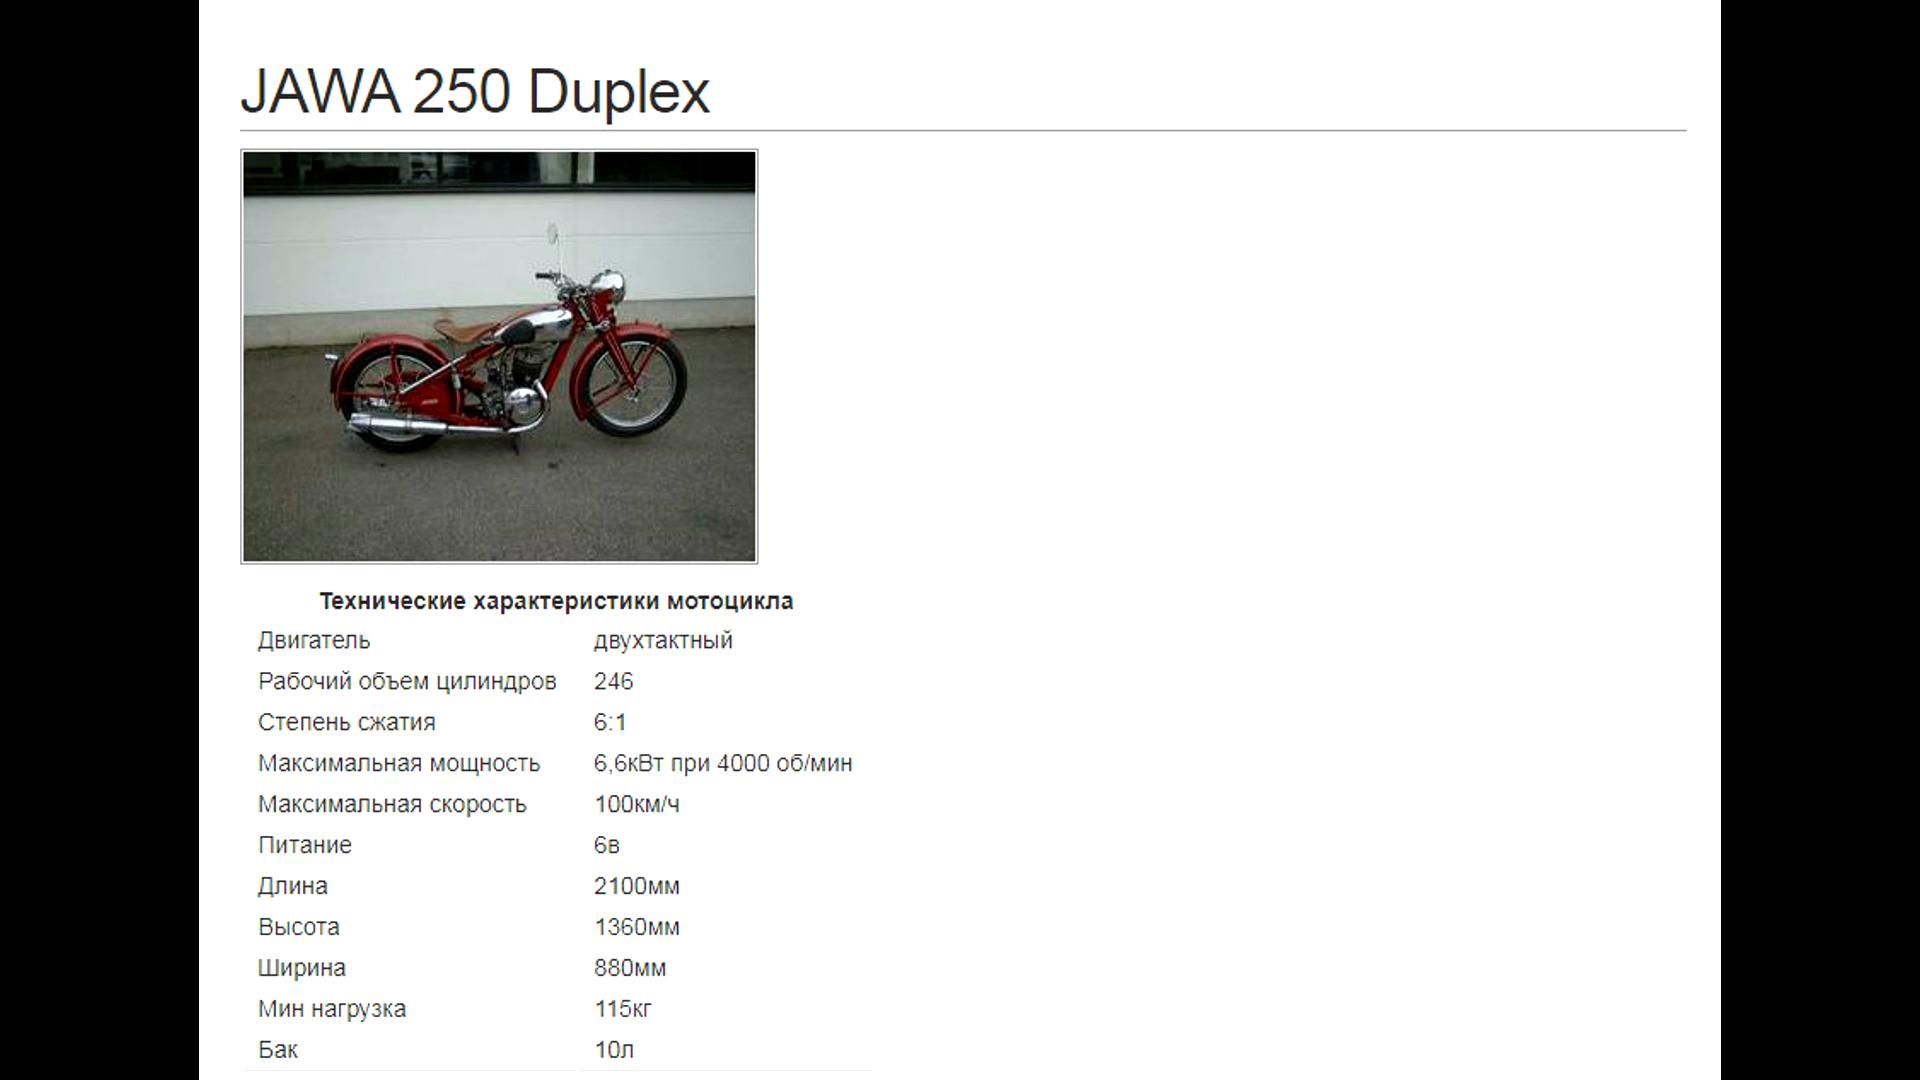 JAWA 250 Duplex
Технические характеристики мотоцикла
Двигатель двухтактный
Рабочий объем цилиндров 246
Степень сжатия 6:1
Максимальная мощность 6,6кВт при 4000 об/мин
Максимальная скорость 100км/ч
Питание 6в
Длина 2100мм
Высота 1360мм
Ширина 880мм
Мин нагрузка 115кг
Бак 10л